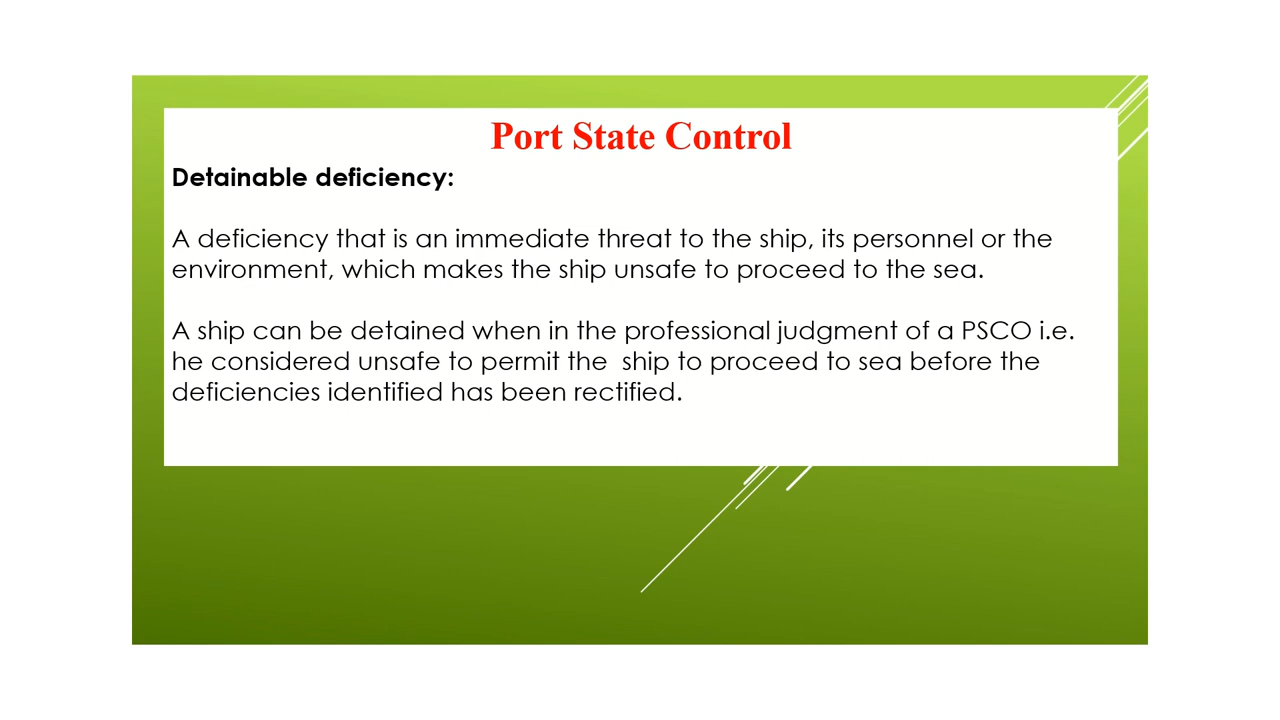 Port State Control
Detainable deficiency:
A deficiency that is an immediate threat to the ship, its personnel or the
environment, which makes the ship unsafe to proceed to the sea.
A ship can be detained when in the professional judgment of a PSCO i.e.
he considered unsafe to permit the  ship to proceed to sea before the
deficiencies identified has been rectified.